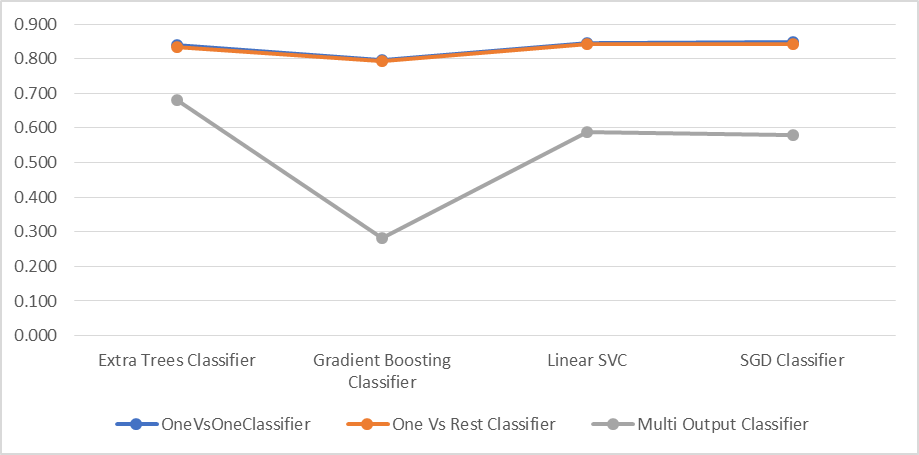 0.900
0.800
0.700
0.600
0.500
0.400
0.300
0.200
0.100
0.000
Extra Trees Classifier
Gradient Boosting
Classifier
Linear SVC
SGD Classifier
OneVsOneClassifier
One Vs Rest Classifier
Multi Output Classifier